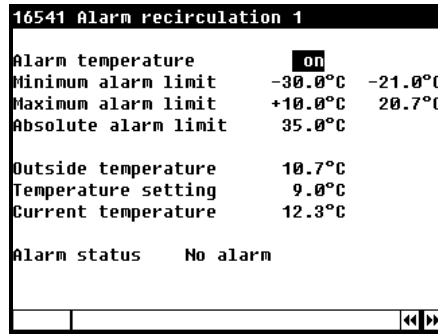 16541 Alarm recirculation 1
Alarm temperature on
Minimum alarm limit -30.0°C -21.0°C
Maximum alarm limit +10.0°C 20.7°C
Absolute alarm limit 35.0°C
Outside temperature 10.7°C
Temperature setting 9.0°C
Current temperature 12.3°C
Alarm status No alarm